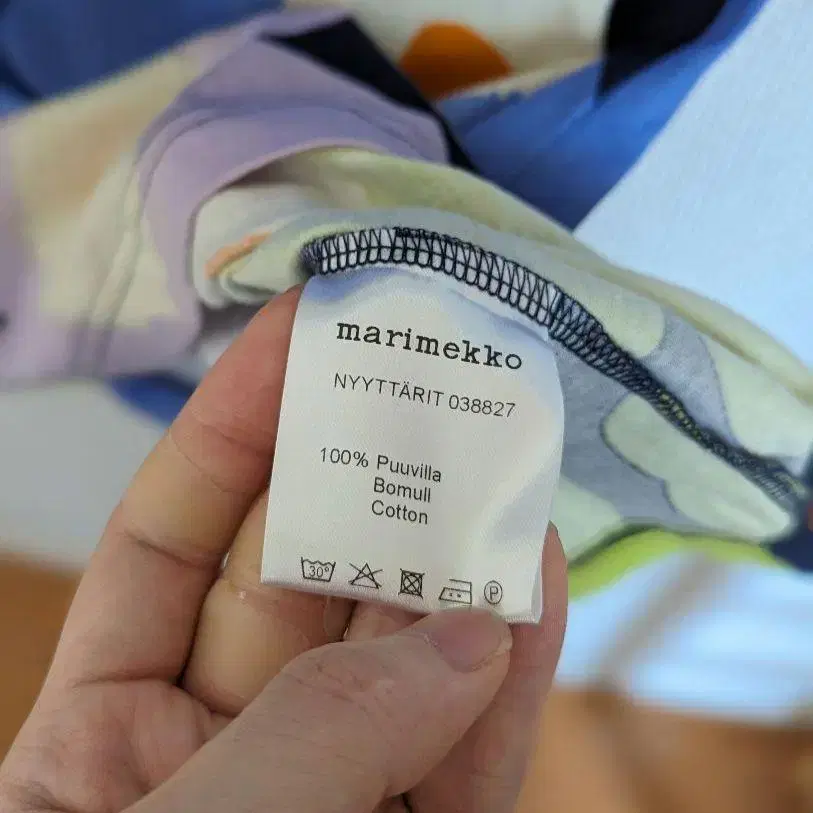 marimekko
NYYTTÄRIT 038827
100% Puuvilla
Bomull
Cotton
30°
P